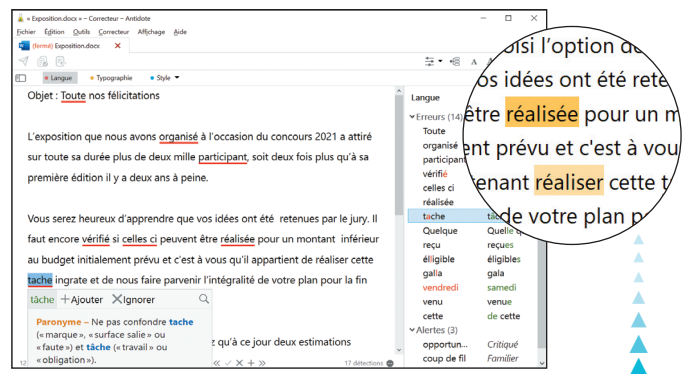 « Exposition.docx » – Correcteur – Antidote
Fichier Édition Outils Correcteur Affichage Aide
(fermé) Exposition.docx
Langue Typographie Style
Objet : Toute nos félicitations
L'exposition que nous avons organisé à l'occasion du concours 2021 a attiré
sur toute sa durée plus de deux mille participant, soit deux fois plus qu'à sa
première édition il y a deux ans à peine.
Vous serez heureux d'apprendre que vos idées ont été retenues par le jury. Il
faut encore vérifié si celles ci peuvent être réalisée pour un montant inférieur
au budget initialement prévu et c'est à vous qu'il appartient de réaliser cette
tache ingrate et de nous faire parvenir l'intégralité de votre plan pour la fin
tâche Ajouter Ignorer
Paronyme – Ne pas confondre tache
(« marque », « surface salie » ou
« faute ») et tâche (« travail » ou
« obligation »).
qu'à ce jour deux estimations
12
17 détections
Langue
Erreurs (14)
Toute
organisé
participant
vérifié
celles ci
réalisée
tache
Quelque
reçu reçues
élligible éligibles
galla gala
vendredi samedi
venu venue
cette de cette
Alertes (3)
opportun... Critiqué
coup de fil Familier
l'option
idées ont été
être réalisée pour un
prévu et c'est à
réaliser cette
de votre plan